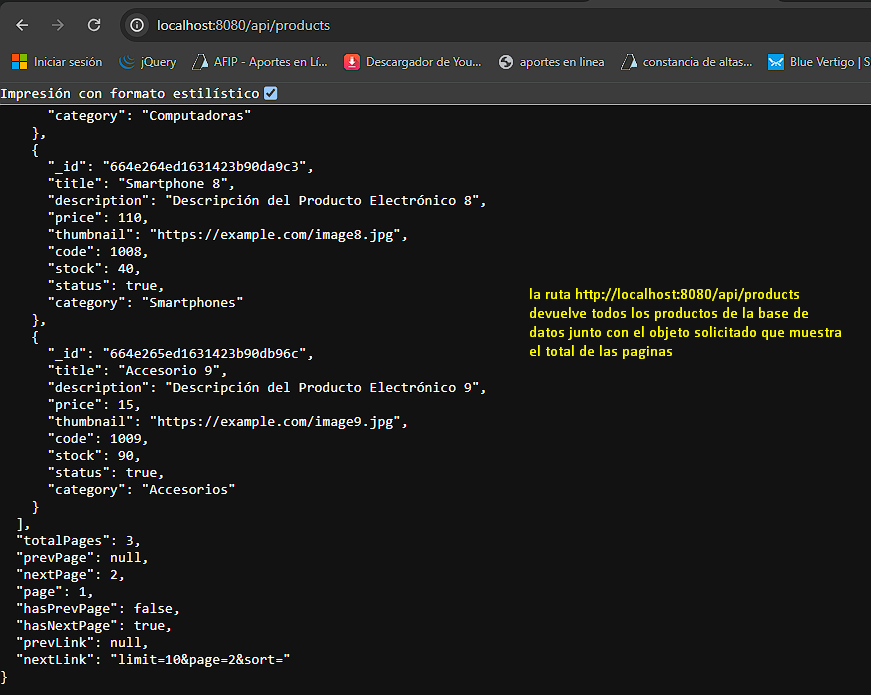 localhost:8080/api/products
Iniciar sesión jQuery AFIP - Aportes en Lí... Descargador de You... aportes en linea constancia de altas... Blue Vertigo | S
Impresión con formato estilístico
"category": "Computadoras"
},
{
"_id": "664e264ed1631423b90da9c3",
"title": "Smartphone 8",
"description": "Descripción del Producto Electrónico 8",
"price": 110,
"thumbnail": "https://example.com/image8.jpg",
"code": 1008,
"stock": 40,
"status": true,
"category": "Smartphones"
},
{
"_id": "664e265ed1631423b90db96c",
"title": "Accesorio 9",
"description": "Descripción del Producto Electrónico 9",
"price": 15,
"thumbnail": "https://example.com/image9.jpg",
"code": 1009,
"stock": 90,
"status": true,
"category": "Accesorios"
}
],
"totalPages": 3,
"prevPage": null,
"nextPage": 2,
"page": 1,
"hasPrevPage": false,
"hasNextPage": true,
"prevLink": null,
"nextLink": "limit=10&page=2&sort="
}
la ruta http://localhost:8080/api/products
devuelve todos los productos de la base de
datos junto con el objeto solicitado que muestra
el total de las paginas